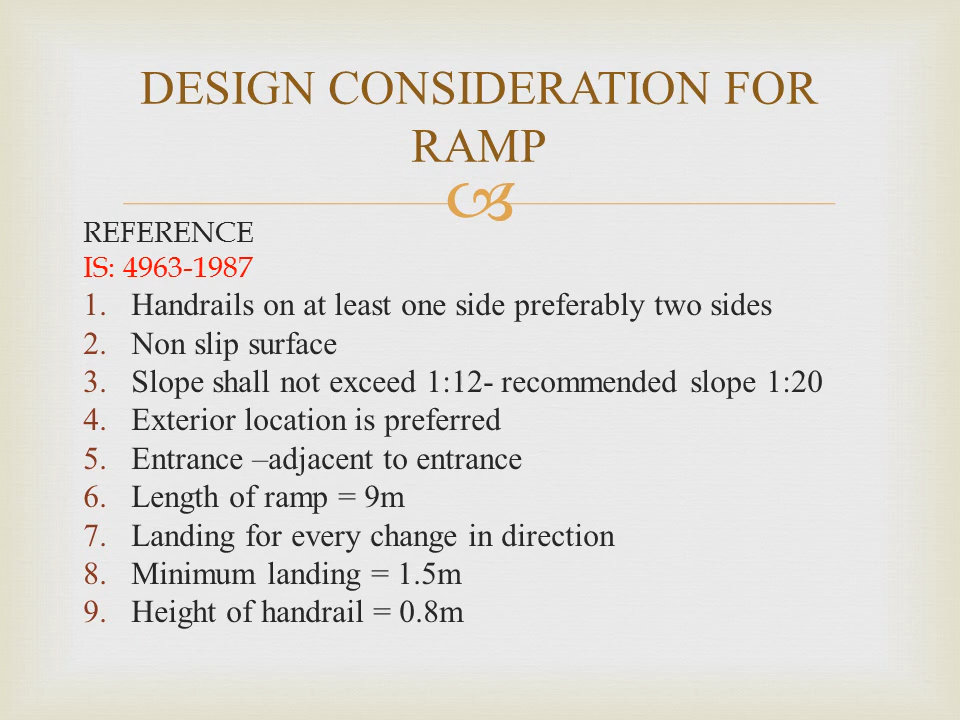 DESIGN CONSIDERATION FOR
RAMP
REFERENCE
IS: 4963-1987
1. Handrails on at least one side preferably two sides
2. Non slip surface
3. Slope shall not exceed 1:12- recommended slope 1:20
4. Exterior location is preferred
5. Entrance –adjacent to entrance
6. Length of ramp = 9m
7. Landing for every change in direction
8. Minimum landing = 1.5m
9. Height of handrail = 0.8m